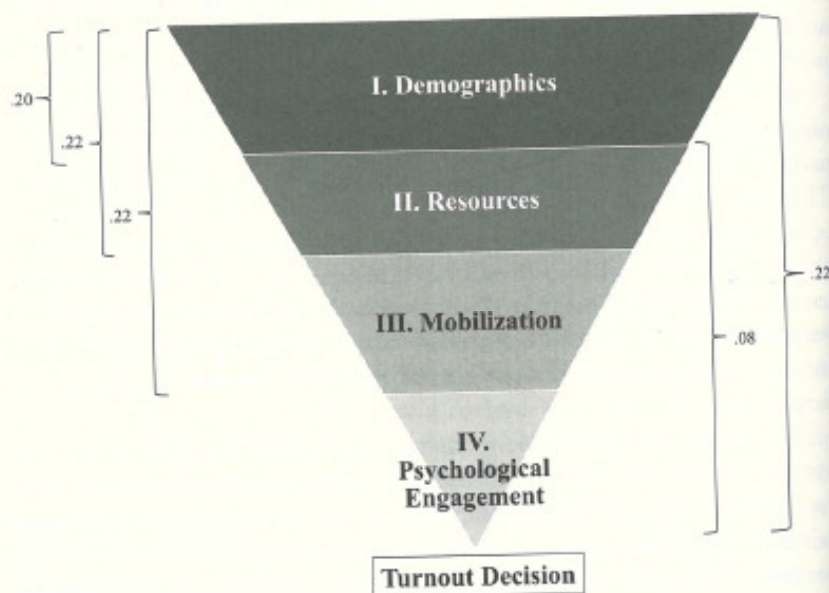 I. Demographics
.20
.22
II. Resources
.22
.22
III. Mobilization
.08
IV.
Psychological
Engagement
Turnout Decision